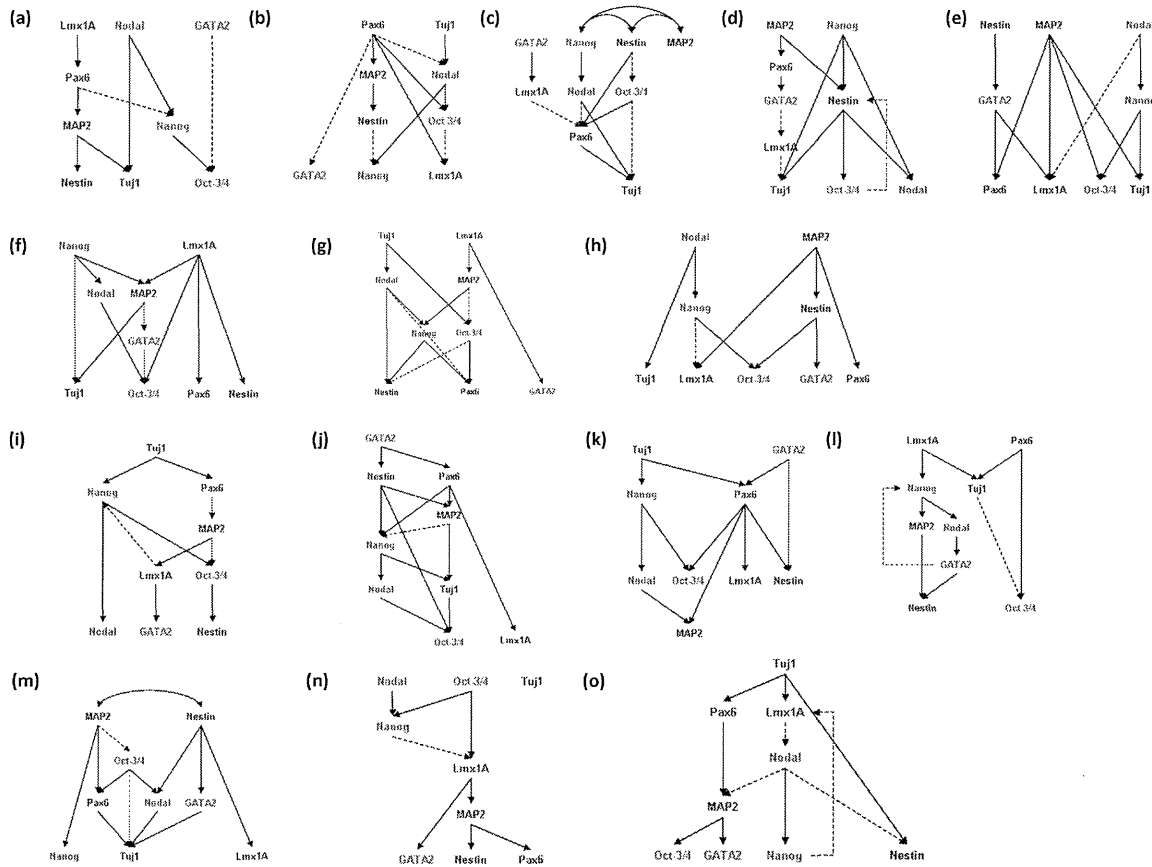 (a)
Lmx1A Nodal GATA2
Pax6
MAP2 Nanog
Nestin Tuj1 Oct-3/4
(b)
Pax6 Tuj1
MAP2 Nodal
Nestin Oct 3/4
GATA2 Nanog Lmx1A
(c)
GATA2 Nanog Nestin MAP2
Lmx1A Nodal Oct-3/4
Pax6
Tuj1
(d)
MAP2 Nanog
Pax6
GATA2 Nestin
Lmx1A
Tuj1 Oct-3/4 Nodal
(e)
Nestin MAP2 Nodal
GATA2 Nanog
Pax6 Lmx1A Oct-3/4 Tuj1
(f)
Nanog Lmx1A
Nodal MAP2
GATA2
Tuj1 Oct-3/4 Pax6 Nestin
(g)
Tuj1 Lmx1A
Nodal MAP2
Nanog Oct-3/4
Nestin Pax6 GATA2
(h)
Nodal MAP2
Nanog Nestin
Tuj1 Lmx1A Oct-3/4 GATA2 Pax6
(i)
Tuj1
Nanog Pax6
MAP2
Lmx1A Oct-3/4
Nodal GATA2 Nestin
(j)
GATA2
Nestin Pax6
MAP2
Nanog
Nodal Tuj1
Oct-3/4 Lmx1A
(k)
Tuj1 GATA2
Nanog Pax6
Nodal Oct-3/4 Lmx1A Nestin
MAP2
(l)
Lmx1A Pax6
Nanog Tuj1
MAP2 Nodal
GATA2
Nestin Oct-3/4
(m)
MAP2 Nestin
Oct-3/4
Pax6 Nodal GATA2
Nanog Tuj1 Lmx1A
(n)
Nodal Oct-3/4 Tuj1
Nanog
Lmx1A
MAP2
GATA2 Nestin Pax6
(o)
Tuj1
Pax6 Lmx1A
Nodal
MAP2
Oct-3/4 GATA2 Nanog Nestin